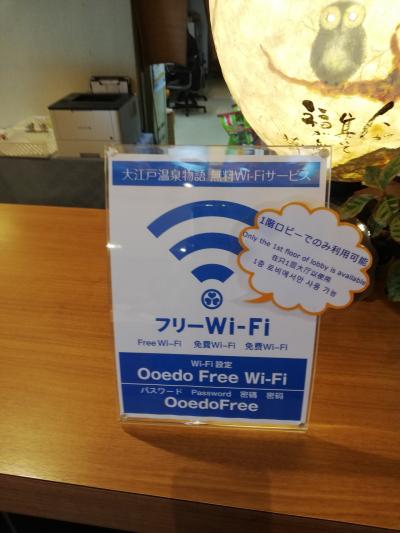 大江戸温泉物語 無料Wi-Fiサービス
1階ロビーでのみ利用可能
Only the 1st floor of lobby is available
在只1层大厅以使用
1층 로비에서만 사용 가능
フリーWi-Fi
Free Wi-Fi 免費Wi-Fi 免费Wi-Fi
Wi-Fi 設定
Ooedo Free Wi-Fi
パスワード Password 密碼 密码
OoedoFree
福